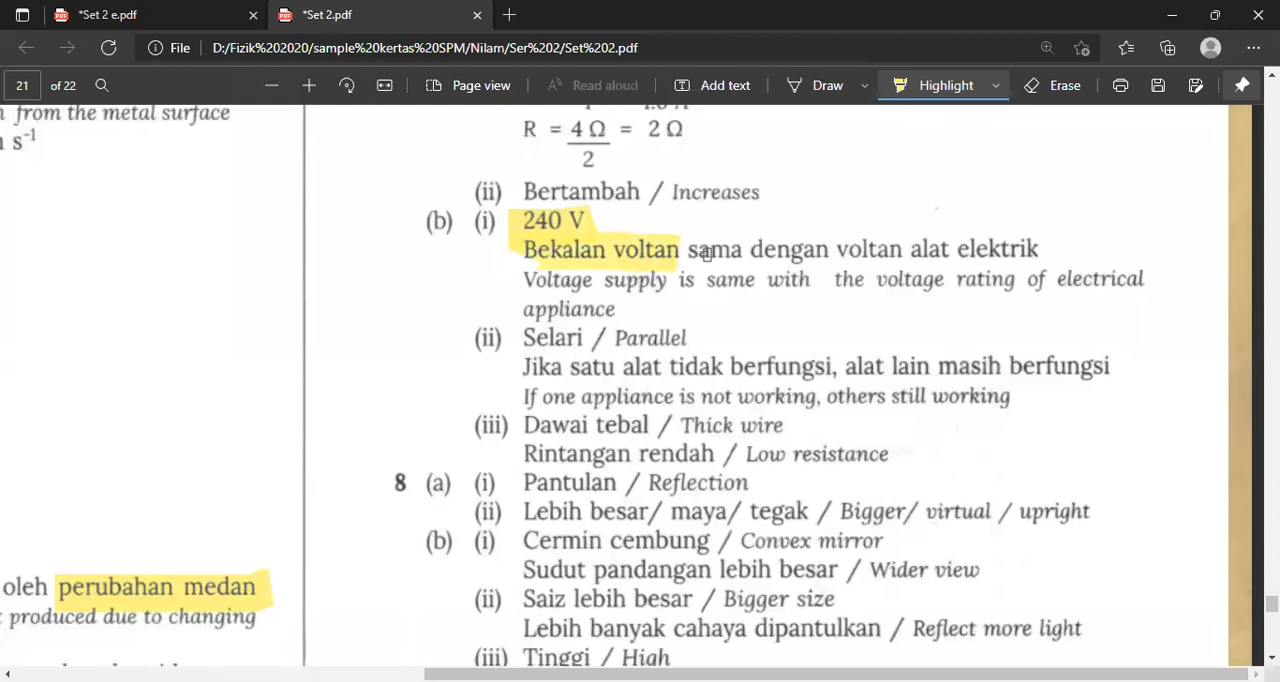 *Set 2 e.pdf
*Set 2.pdf
File
D:/Fizik%202020/sample%20kertas%20SPM/Nilam/Ser%202/Set%202.pdf
21 of 22
Page view
Read aloud
Add text
Draw
Highlight
Erase
from the metal surface
s⁻¹
oleh perubahan medan
produced due to changing
R = 4 Ω = 2 Ω
2
(ii) Bertambah / Increases
(b) (i) 240 V
Bekalan voltan sama dengan voltan alat elektrik
Voltage supply is same with the voltage rating of electrical
appliance
(ii) Selari / Parallel
Jika satu alat tidak berfungsi, alat lain masih berfungsi
If one appliance is not working, others still working
(iii) Dawai tebal / Thick wire
Rintangan rendah / Low resistance
8 (a) (i) Pantulan / Reflection
(ii) Lebih besar/ maya/ tegak / Bigger/ virtual / upright
(b) (i) Cermin cembung / Convex mirror
Sudut pandangan lebih besar / Wider view
(ii) Saiz lebih besar / Bigger size
Lebih banyak cahaya dipantulkan / Reflect more light
(iii) Tinggi / High